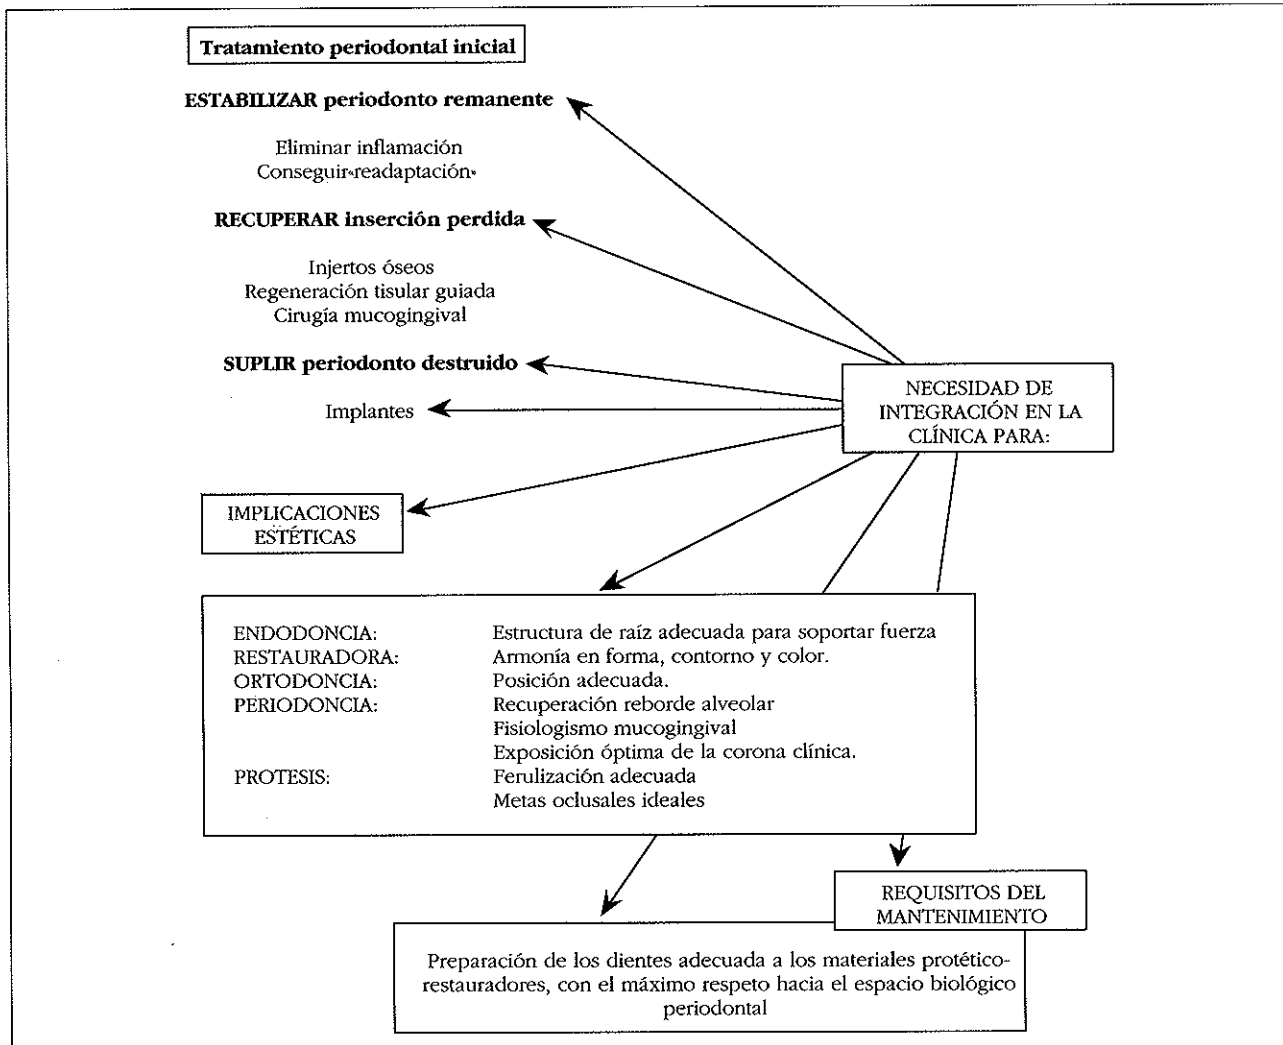 Tratamiento periodontal inicial
ESTABILIZAR periodonto remanente
Eliminar inflamación
Conseguir«readaptación»
RECUPERAR inserción perdida
Injertos óseos
Regeneración tisular guiada
Cirugía mucogingival
SUPLIR periodonto destruido
Implantes
NECESIDAD DE
INTEGRACIÓN EN LA
CLÍNICA PARA:
IMPLICACIONES
ESTÉTICAS
ENDODONCIA: Estructura de raíz adecuada para soportar fuerza
RESTAURADORA: Armonía en forma, contorno y color.
ORTODONCIA: Posición adecuada.
PERIODONCIA: Recuperación reborde alveolar
Fisiologismo mucogingival
Exposición óptima de la corona clínica.
PROTESIS: Ferulización adecuada
Metas oclusales ideales
REQUISITOS DEL
MANTENIMIENTO
Preparación de los dientes adecuada a los materiales protético-
restauradores, con el máximo respeto hacia el espacio biológico
periodontal